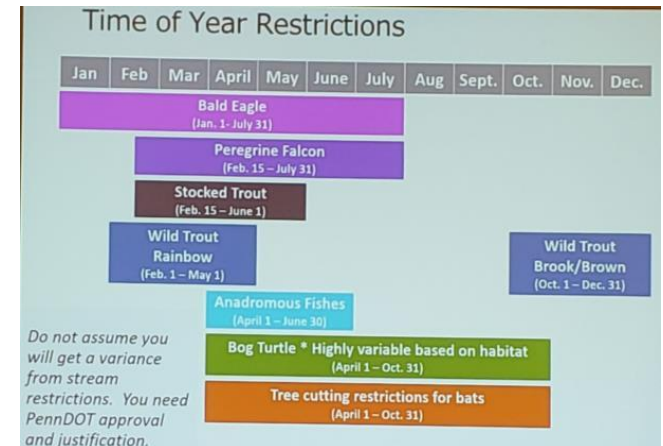 Time of Year Restrictions
Jan Feb Mar April May June July Aug Sept. Oct. Nov. Dec.
Bald Eagle
(Jan. 1- July 31)
Peregrine Falcon
(Feb. 15 – July 31)
Stocked Trout
(Feb. 15 – June 1)
Wild Trout
Rainbow
(Feb. 1 – May 1)
Wild Trout
Brook/Brown
(Oct. 1 – Dec. 31)
Anadromous Fishes
(April 1 – June 30)
Bog Turtle * Highly variable based on habitat
(April 1 – Oct. 31)
Tree cutting restrictions for bats
(April 1 – Oct. 31)
Do not assume you
will get a variance
from stream
restrictions. You need
PennDOT approval
and justification.